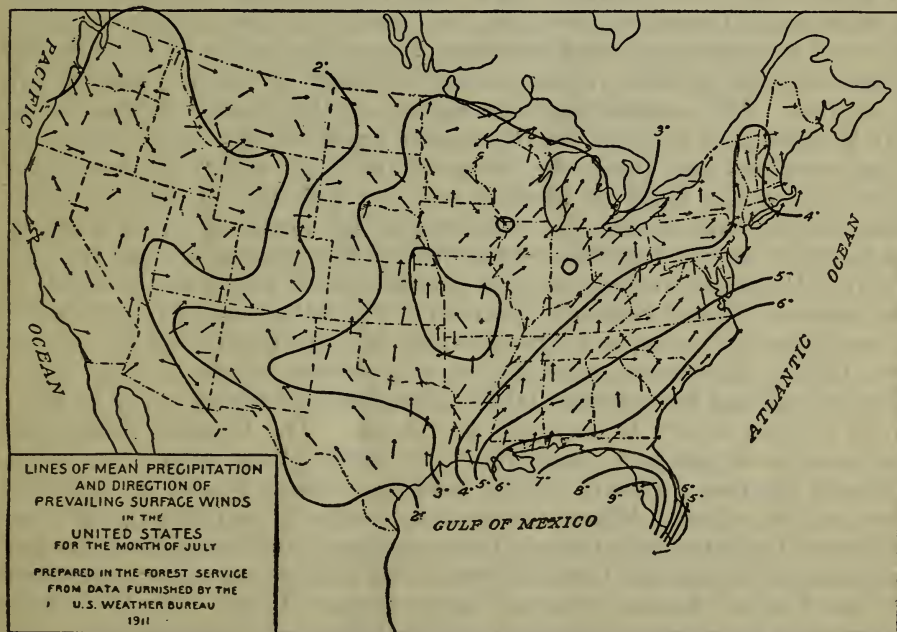 PACIFIC
OCEAN
2"
3"
4"
OCEAN
ATLANTIC
5"
6"
2"
3"
4"
5"
6"
7"
8"
9"
6"
5"
GULF OF MEXICO
LINES OF MEAN PRECIPITATION
AND DIRECTION OF
PREVAILING SURFACE WINDS
IN THE
UNITED STATES
FOR THE MONTH OF JULY
PREPARED IN THE FOREST SERVICE
FROM DATA FURNISHED BY THE
U.S. WEATHER BUREAU
1911